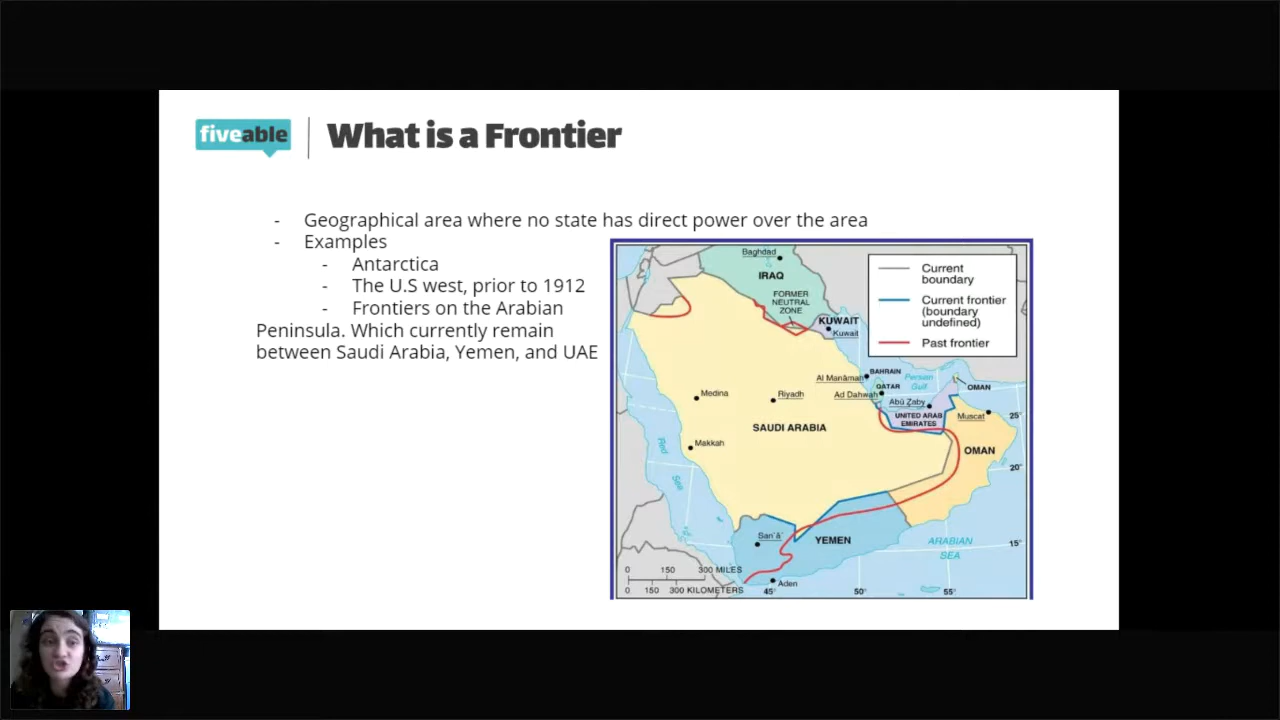 fiveable
What is a Frontier
- Geographical area where no state has direct power over the area
- Examples
- Antarctica
- The U.S west, prior to 1912
- Frontiers on the Arabian
Peninsula. Which currently remain
between Saudi Arabia, Yemen, and UAE
Baghdad
IRAQ
FORMER
NEUTRAL
ZONE
KUWAIT
Kuwait
Current
boundary
Current frontier
(boundary
undefined)
Past frontier
BAHRAIN
Al Manāmah
QATAR
Ad Dawhah
Persian
Gulf
OMAN
Abū Zaby
UNITED ARAB
EMIRATES
Muscat
25°
Medina
Riyadh
SAUDI ARABIA
Makkah
OMAN
20°
Red
Sea
San'ā'
YEMEN
ARABIAN
SEA
15°
Aden
0 150 300 MILES
0 150 300 KILOMETERS
45°
50°
55°